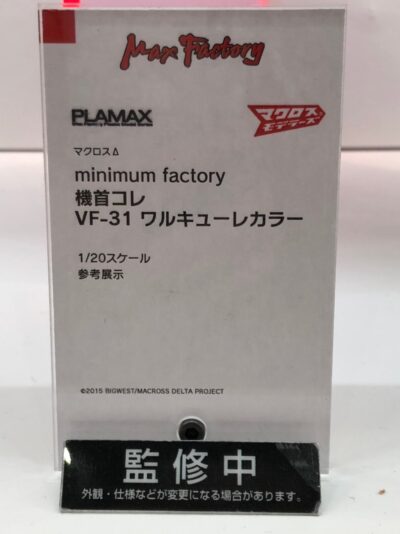 Max Factory
PLAMAX
マクロス
モデラーズ
マクロスΔ
minimum factory
機首コレ
VF-31 ワルキューレカラー
1/20スケール
参考展示
©2015 BIGWEST/MACROSS DELTA PROJECT
監修中
外観・仕様などが変更になる場合があります。